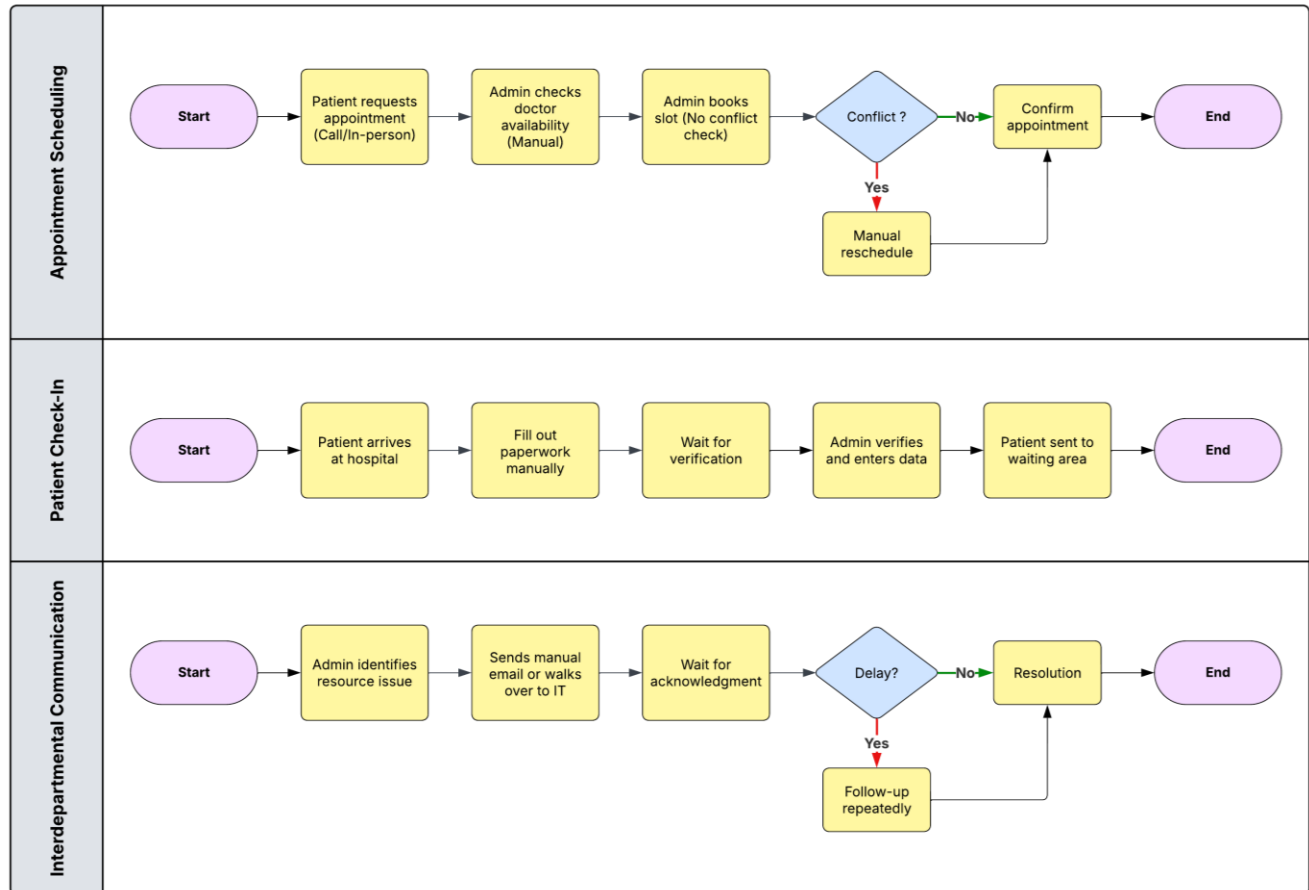 Appointment Scheduling
Start
Patient requests
appointment
(Call/In-person)
Admin checks
doctor
availability
(Manual)
Admin books
slot (No conflict
check)
Conflict ?
No
Confirm
appointment
End
Yes
Manual
reschedule
Patient Check-In
Start
Patient arrives
at hospital
Fill out
paperwork
manually
Wait for
verification
Admin verifies
and enters data
Patient sent to
waiting area
End
Interdepartmental Communication
Start
Admin identifies
resource issue
Sends manual
email or walks
over to IT
Wait for
acknowledgment
Delay?
No
Resolution
End
Yes
Follow-up
repeatedly